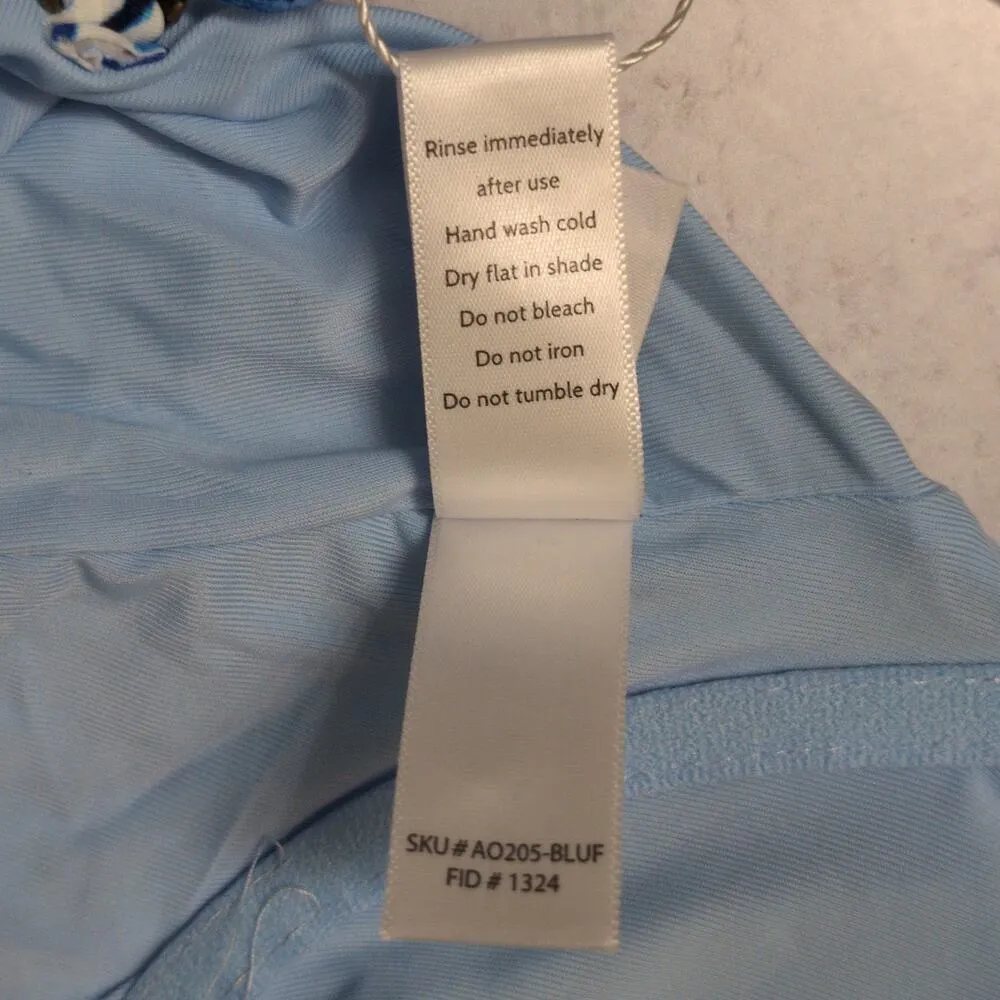 Rinse immediately
after use
Hand wash cold
Dry flat in shade
Do not bleach
Do not iron
Do not tumble dry
SKU # AO205-BLUF
FID # 1324